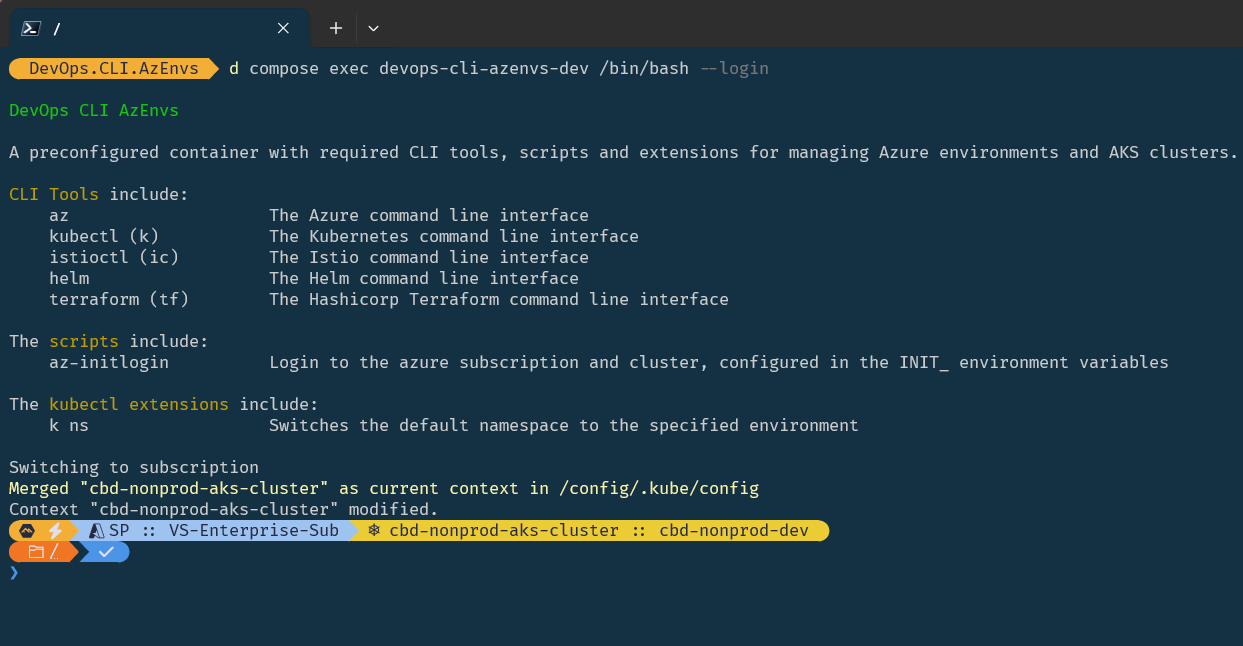 /
DevOps.CLI.AzEnvs d compose exec devops-cli-azenvs-dev /bin/bash --login
DevOps CLI AzEnvs
A preconfigured container with required CLI tools, scripts and extensions for managing Azure environments and AKS clusters.
CLI Tools include:
az The Azure command line interface
kubectl (k) The Kubernetes command line interface
istioctl (ic) The Istio command line interface
helm The Helm command line interface
terraform (tf) The Hashicorp Terraform command line interface
The scripts include:
az-initlogin Login to the azure subscription and cluster, configured in the INIT_ environment variables
The kubectl extensions include:
k ns Switches the default namespace to the specified environment
Switching to subscription
Merged "cbd-nonprod-aks-cluster" as current context in /config/.kube/config
Context "cbd-nonprod-aks-cluster" modified.
SP :: VS-Enterprise-Sub ☸ cbd-nonprod-aks-cluster :: cbd-nonprod-dev
/
❯